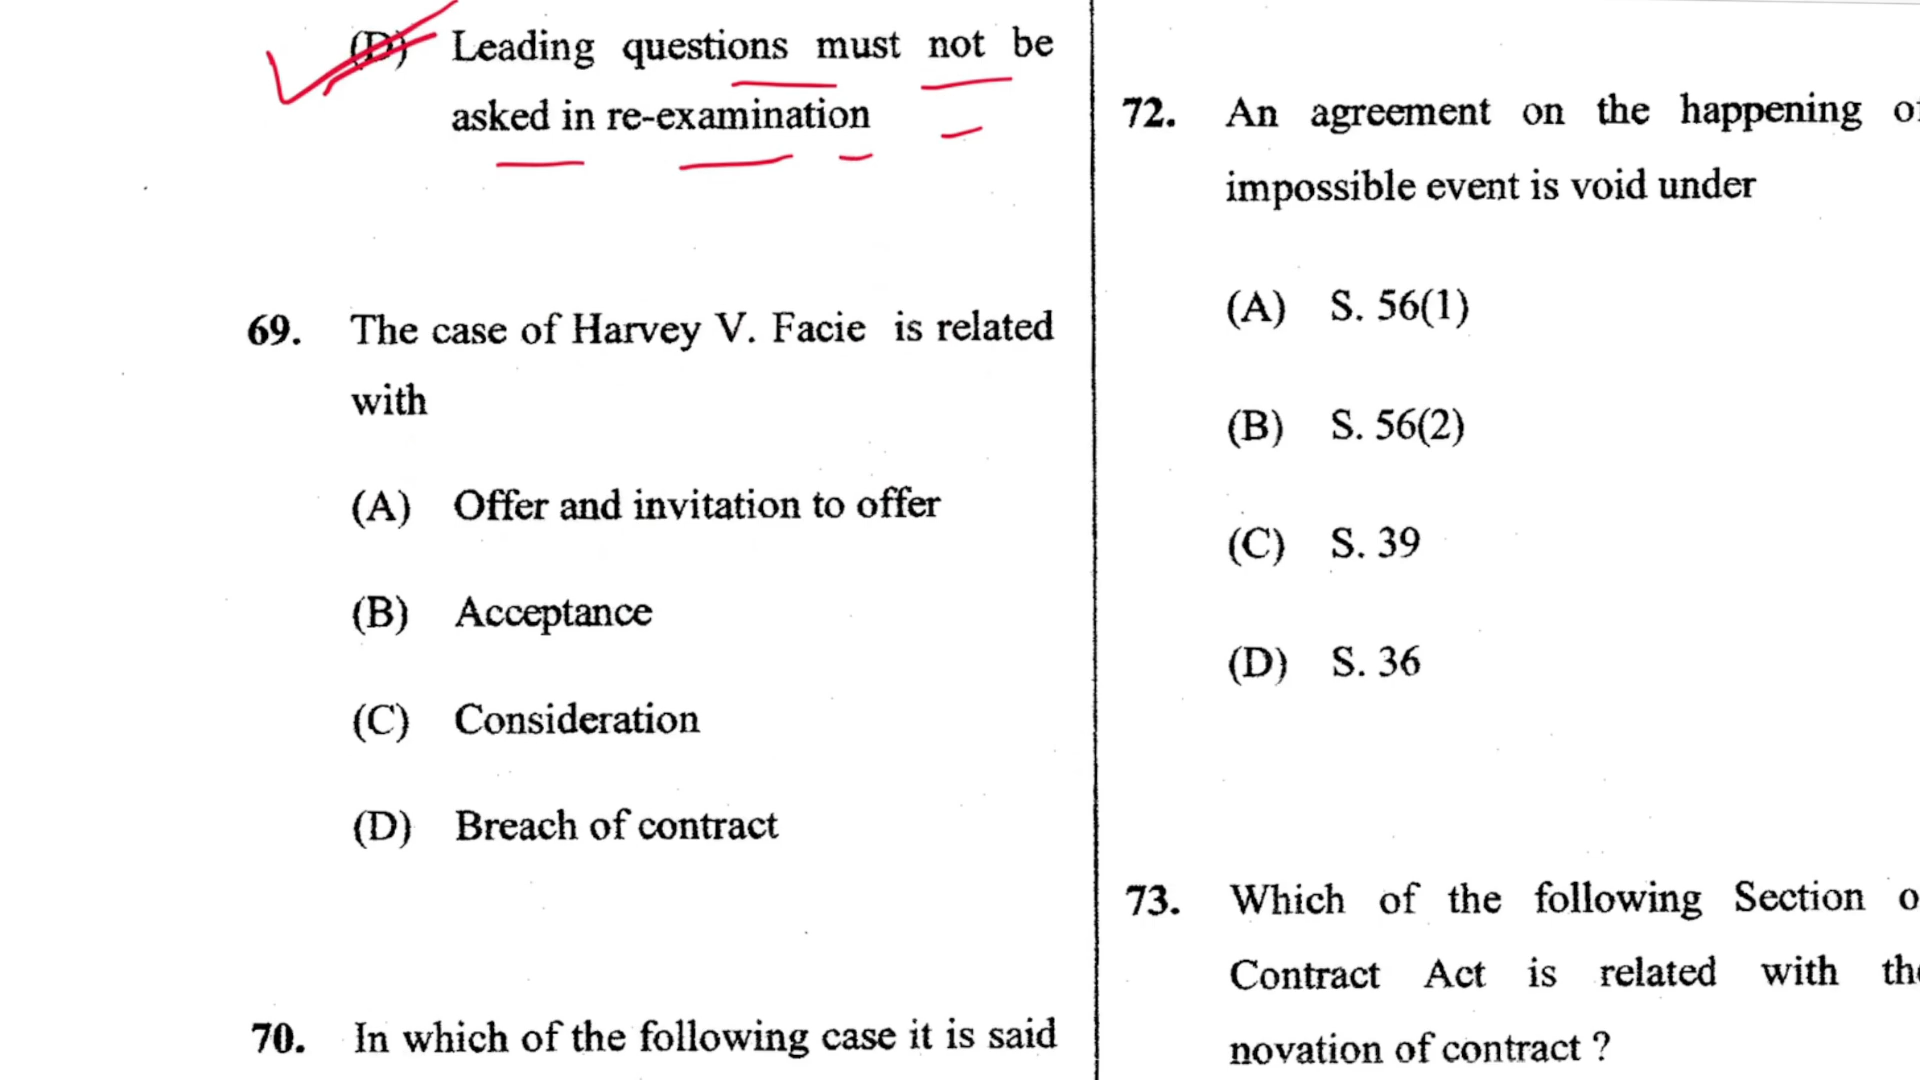 (D) Leading questions must not be
asked in re-examination
69. The case of Harvey V. Facie is related
with
(A) Offer and invitation to offer
(B) Acceptance
(C) Consideration
(D) Breach of contract
70. In which of the following case it is said
72. An agreement on the happening
impossible event is void under
(A) S. 56(1)
(B) S. 56(2)
(C) S. 39
(D) S. 36
73. Which of the following Section
Contract Act is related with
novation of contract ?